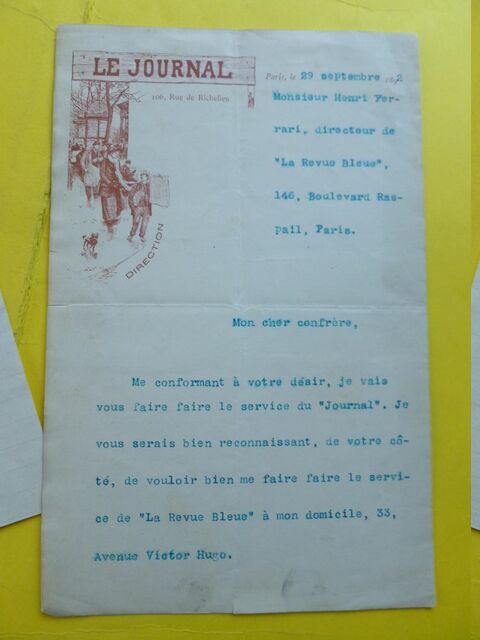 LE JOURNAL
106, Rue de Richelieu
DIRECTION
Paris, le 29 septembre 1892
Monsieur Henri Fer-
rari, directeur de
"La Revue Bleue",
146, Boulevard Ras-
pail, Paris.
Mon cher confrère,
Me conformant à votre désir, je vais
vous faire faire le service du "Journal". Je
vous serais bien reconnaissant, de votre cô-
té, de vouloir bien me faire faire le servi-
ce de "La Revue Bleue" à mon domicile, 33,
Avenue Victor Hugo.